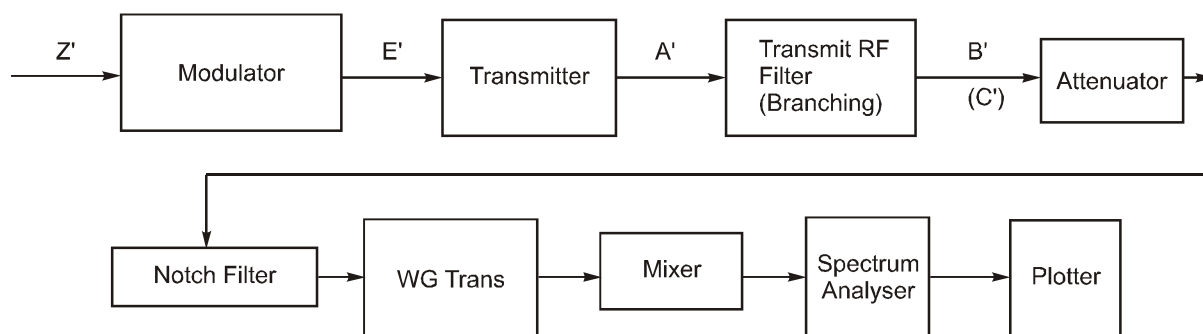 Z'
Modulator
E'
Transmitter
A'
Transmit RF
Filter
(Branching)
B'
(C')
Attenuator
Notch Filter
WG Trans
Mixer
Spectrum
Analyser
Plotter